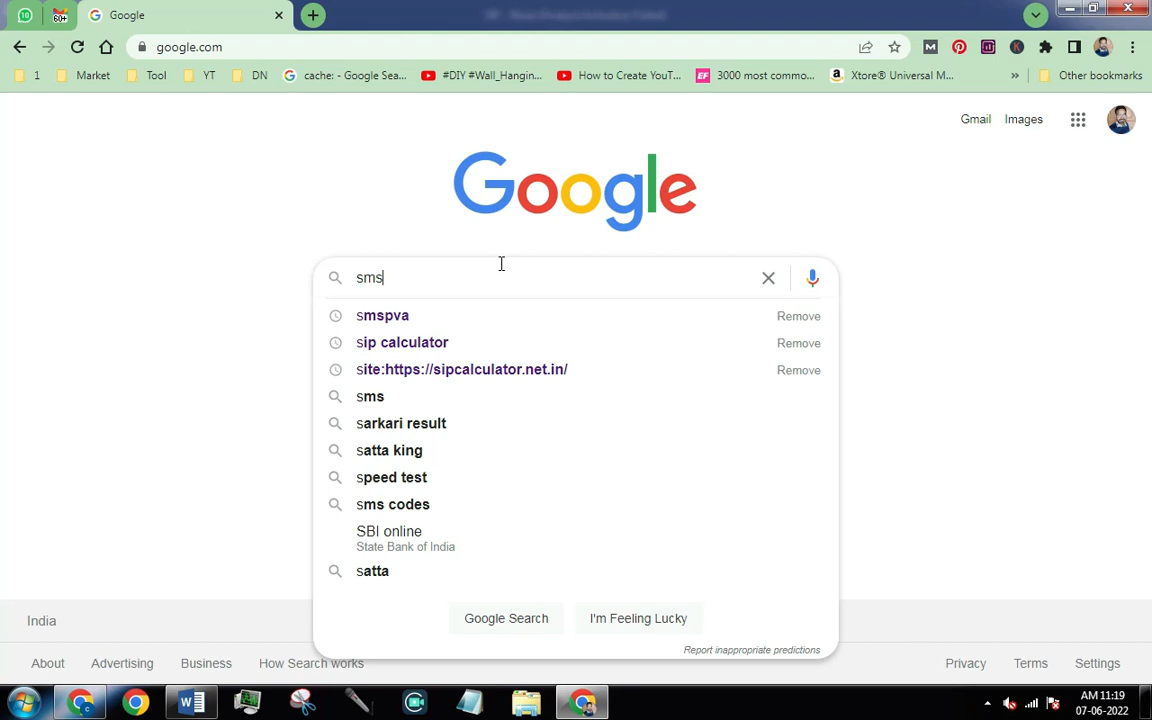 Google
google.com
1
Market
Tool
YT
DN
cache: - Google Sea...
#DIY #Wall_Hangin...
How to Create YouT...
3000 most commo...
Xtore® Universal M...
»
Other bookmarks
Gmail
Images
Google
sms
smspva
Remove
sip calculator
Remove
site:https://sipcalculator.net.in/
Remove
sms
sarkari result
satta king
speed test
sms codes
SBI online
State Bank of India
satta
Google Search
I'm Feeling Lucky
Report inappropriate predictions
India
About
Advertising
Business
How Search works
Privacy
Terms
Settings
AM 11:19
07-06-2022